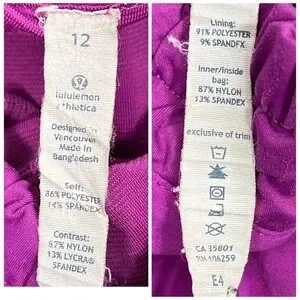 12
lululemon
athletica
Designed in
Vancouver
Made in
Bangladesh
Self:
86% POLYESTER
14% SPANDEX
Contrast:
87% NYLON
13% LYCRA®
SPANDEX
Lining:
91% POLYESTER
9% SPANDEX
Inner/Inside
bag:
87% NYLON
13% SPANDEX
exclusive of trim
CA 35801
RN 106259
E4